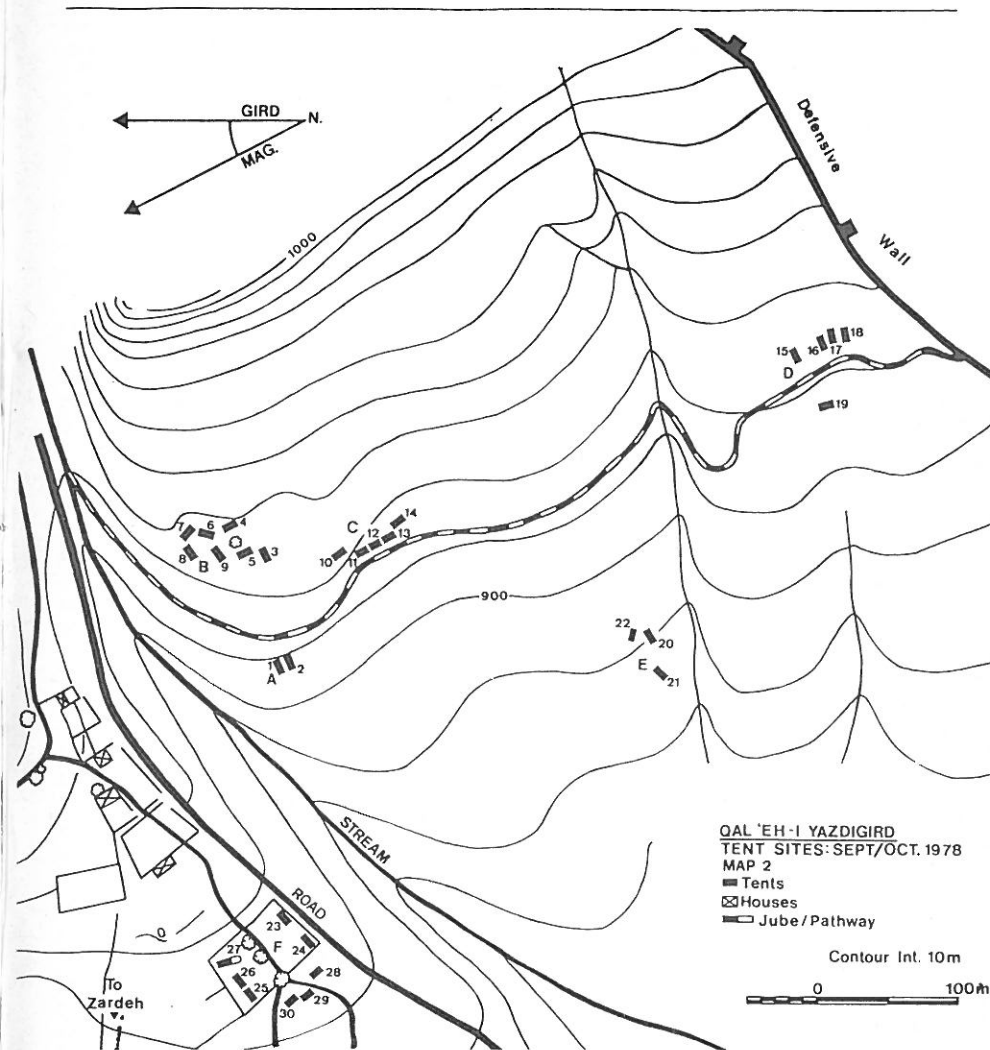 GIRD
N.
MAG.
Defensive
Wall
1000
18
15
16
17
D
19
4
7
6
14
C
12
13
8
B
9
5
3
10
11
900
22
20
1
2
A
E
21
STREAM
QAL 'EH-I YAZDIGIRD
TENT SITES: SEPT/OCT. 1978
MAP 2
Tents
Houses
Jube/Pathway
Contour Int. 10m
0
100m
ROAD
23
F
24
27
26
28
25
29
30
To
Zardeh